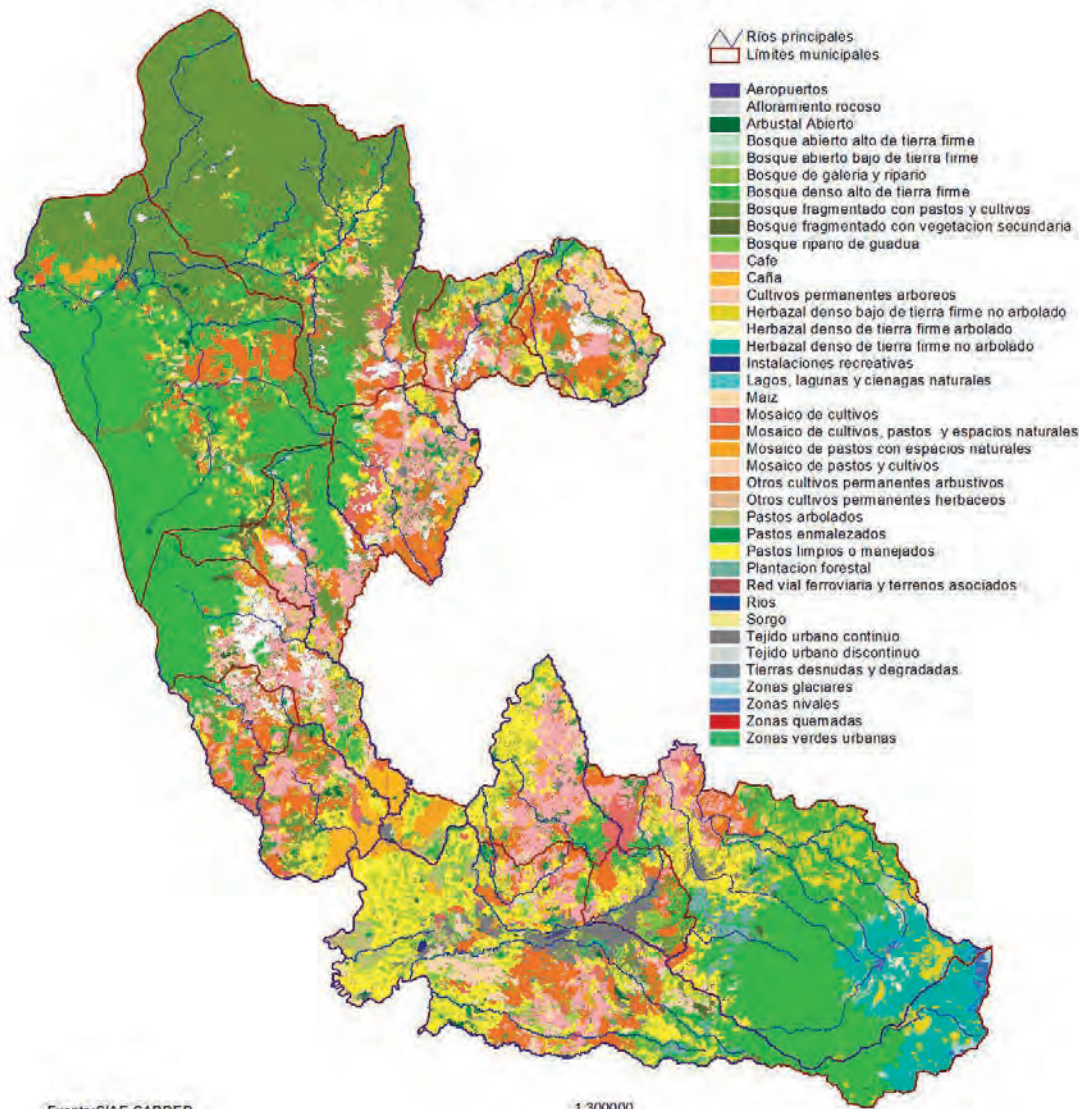 Ríos principales
Límites municipales
Aeropuertos
Afloramiento rocoso
Arbustal Abierto
Bosque abierto alto de tierra firme
Bosque abierto bajo de tierra firme
Bosque de galeria y ripario
Bosque denso alto de tierra firme
Bosque fragmentado con pastos y cultivos
Bosque fragmentado con vegetacion secundaria
Bosque ripario de guadua
Cafe
Caña
Cultivos permanentes arboreos
Herbazal denso bajo de tierra firme no arbolado
Herbazal denso de tierra firme arbolado
Herbazal denso de tierra firme no arbolado
Instalaciones recreativas
Lagos, lagunas y cienagas naturales
Maiz
Mosaico de cultivos
Mosaico de cultivos, pastos y espacios naturales
Mosaico de pastos con espacios naturales
Mosaico de pastos y cultivos
Otros cultivos permanentes arbustivos
Otros cultivos permanentes herbaceos
Pastos arbolados
Pastos enmalezados
Pastos limpios o manejados
Plantacion forestal
Red vial ferroviaria y terrenos asociados
Rios
Sorgo
Tejido urbano continuo
Tejido urbano discontinuo
Tierras desnudas y degradadas
Zonas glaciares
Zonas nivales
Zonas quemadas
Zonas verdes urbanas
1:300000